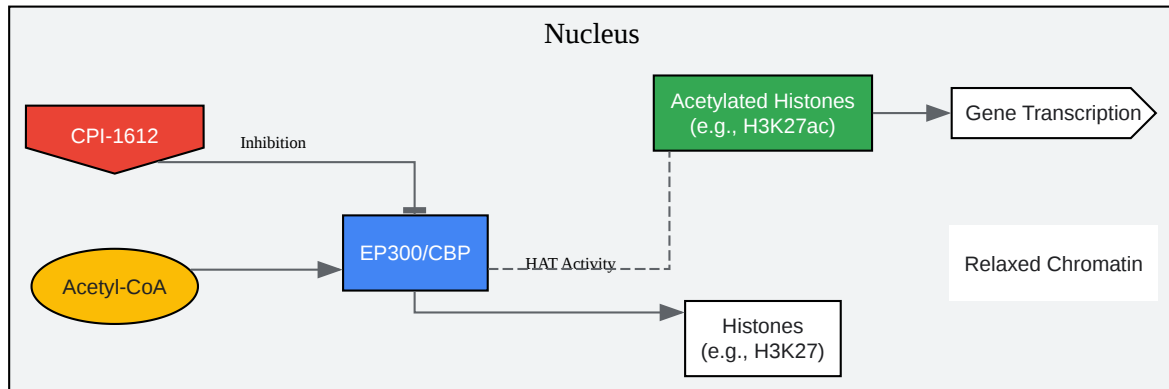 Nucleus
CPI-1612
Inhibition
Acetylated Histones
(e.g., H3K27ac)
Gene Transcription
Acetyl-CoA
EP300/CBP
HAT Activity
Relaxed Chromatin
Histones
(e.g., H3K27)